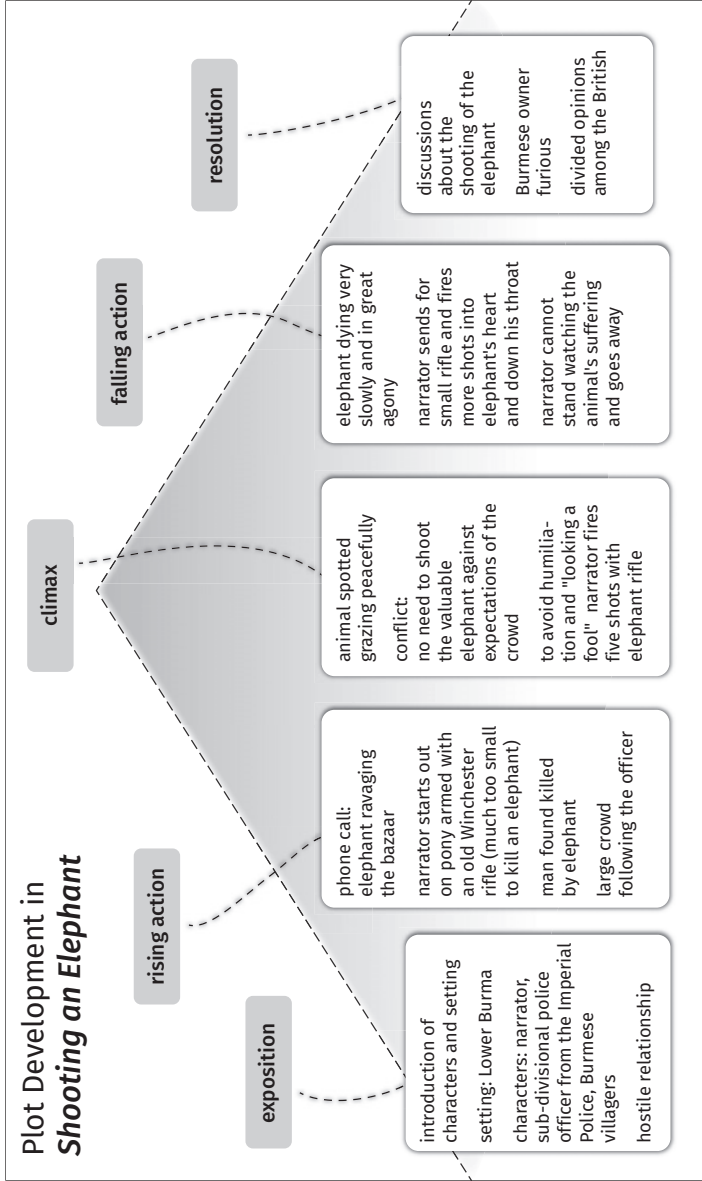 Plot Development in
Shooting an Elephant
exposition
introduction of
characters and setting
setting: Lower Burma
characters: narrator,
sub-divisional police
officer from the Imperial
Police, Burmese
villagers
hostile relationship
rising action
phone call:
elephant ravaging
the bazaar
narrator starts out
on pony armed with
an old Winchester
rifle (much too small
to kill an elephant)
man found killed
by elephant
large crowd
following the officer
climax
animal spotted
grazing peacefully
conflict:
no need to shoot
the valuable
elephant against
expectations of the
crowd
to avoid humilia-
tion and "looking a
fool" narrator fires
five shots with
elephant rifle
falling action
elephant dying very
slowly and in great
agony
narrator sends for
small rifle and fires
more shots into
elephant's heart
and down his throat
narrator cannot
stand watching the
animal's suffering
and goes away
resolution
discussions
about the
shooting of the
elephant
Burmese owner
furious
divided opinions
among the British